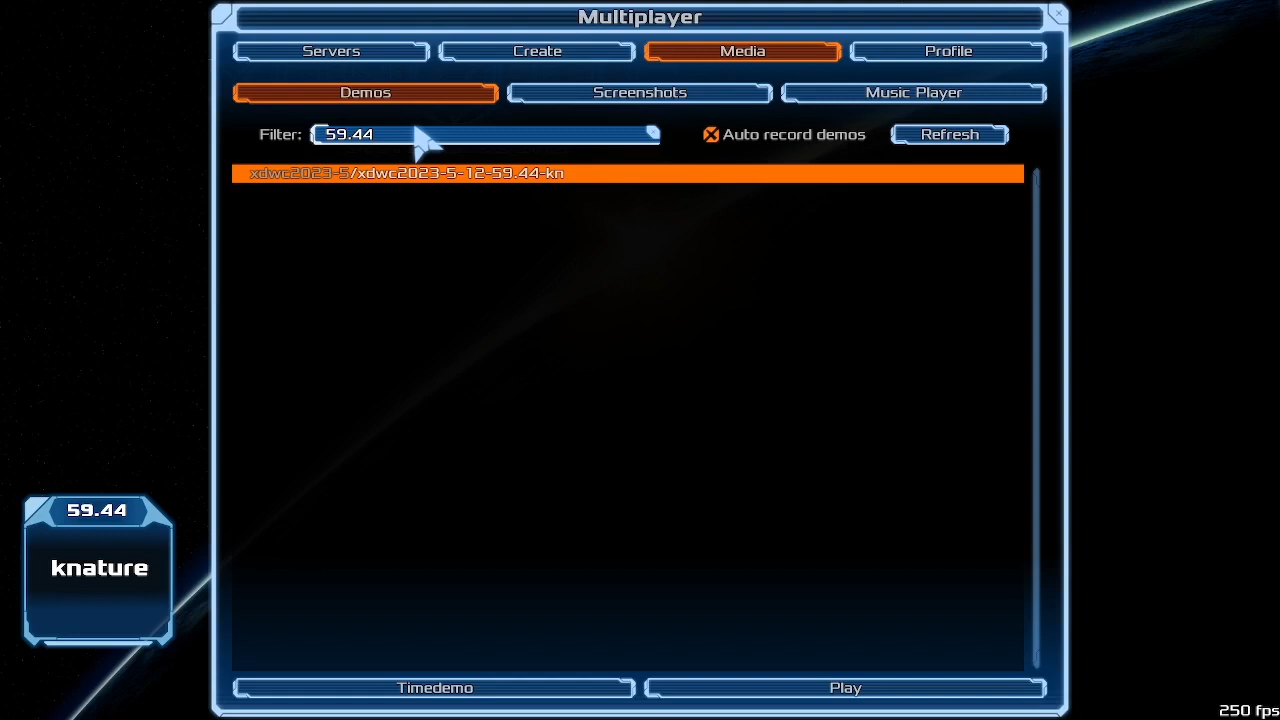 Multiplayer
Servers Create Media Profile
Demos Screenshots Music Player
Filter: 59.44 Auto record demos Refresh
xdwc2023-5/xdwc2023-5-12-59.44-kn
59.44
knature
Timedemo Play
250 fps